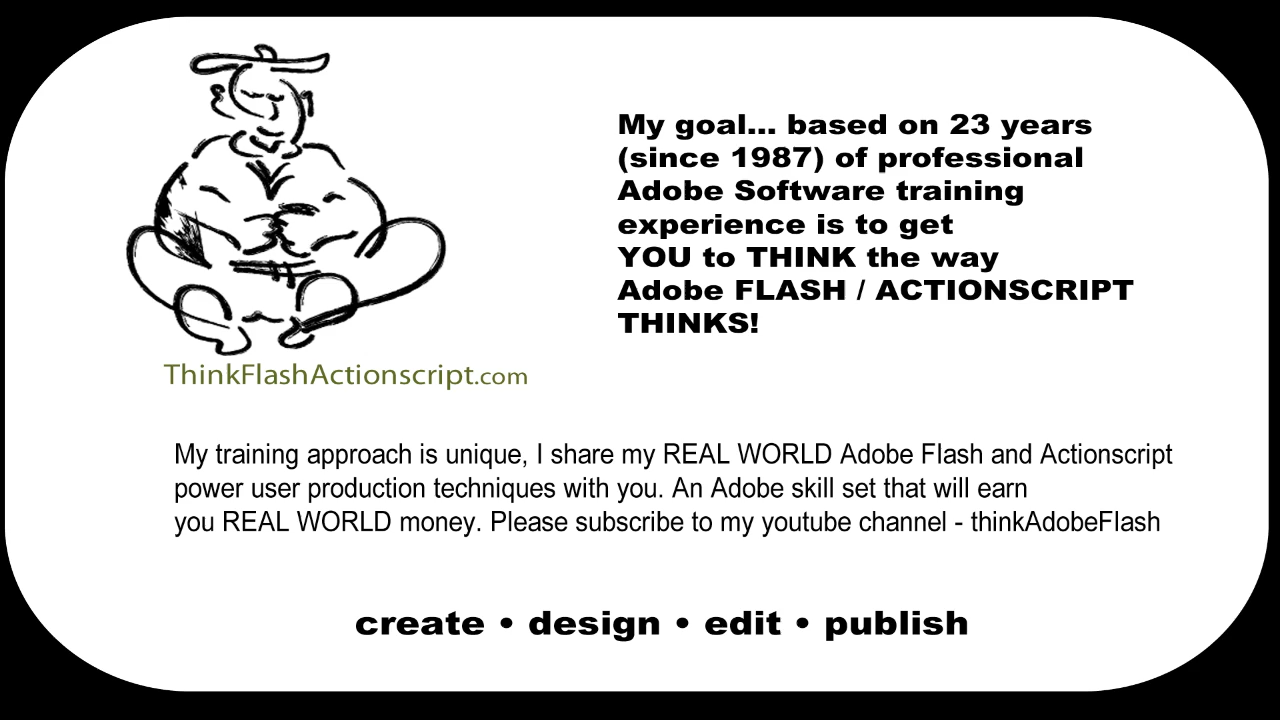 My goal... based on 23 years
(since 1987) of professional
Adobe Software training
experience is to get
YOU to THINK the way
Adobe FLASH / ACTIONSCRIPT
THINKS!
ThinkFlashActionscript.com
My training approach is unique, I share my REAL WORLD Adobe Flash and Actionscript
power user production techniques with you. An Adobe skill set that will earn
you REAL WORLD money. Please subscribe to my youtube channel - thinkAdobeFlash
create • design • edit • publish